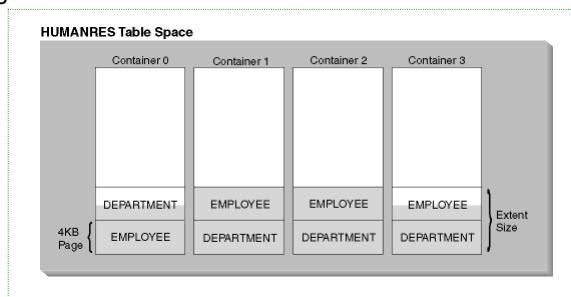 HUMANRES Table Space
Container 0 Container 1 Container 2 Container 3
DEPARTMENT EMPLOYEE EMPLOYEE EMPLOYEE
EMPLOYEE DEPARTMENT DEPARTMENT DEPARTMENT
4KB
Page
Extent
Size